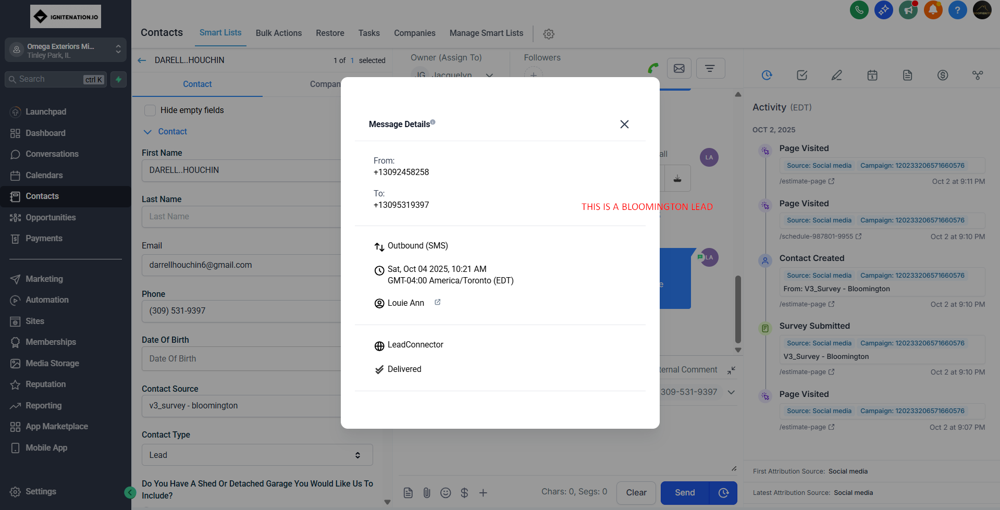 IGNITENATION.IO
Omega Exteriors Mi...
Tinley Park, IL
Search
ctrl K
Launchpad
Dashboard
Conversations
Calendars
Contacts
Opportunities
Payments
Marketing
Automation
Sites
Memberships
Media Storage
Reputation
Reporting
App Marketplace
Mobile App
Settings
Contacts
Smart Lists
Bulk Actions
Restore
Tasks
Companies
Manage Smart Lists
DARELL..HOUCHIN
1 of 1 selected
Contact
Compan
Hide empty fields
Contact
First Name
DARELL..HOUCHIN
Last Name
Last Name
Email
darrellhouchin6@gmail.com
Phone
(309) 531-9397
Date Of Birth
Date Of Birth
Contact Source
v3_survey - bloomington
Contact Type
Lead
Do You Have A Shed Or Detached Garage You Would Like Us To
Include?
Owner (Assign To)
JG Jacquelyn
Followers
Message Details
From:
+13092458258
To:
+13095319397
THIS IS A BLOOMINGTON LEAD
Outbound (SMS)
Sat, Oct 04 2025, 10:21 AM
GMT-04:00 America/Toronto (EDT)
Louie Ann
LeadConnector
Delivered
all
LA
LA
e
ternal Comment
309-531-9397
Chars: 0, Segs: 0
Clear
Send
Activity (EDT)
OCT 2, 2025
Page Visited
Source: Social media Campaign: 120233206571660576
/estimate-page Oct 2 at 9:11 PM
Page Visited
Source: Social media Campaign: 120233206571660576
/schedule-987801-9955 Oct 2 at 9:10 PM
Contact Created
Source: Social media Campaign: 120233206571660576
From: V3_Survey - Bloomington
/estimate-page Oct 2 at 9:10 PM
Survey Submitted
Source: Social media Campaign: 120233206571660576
V3_Survey - Bloomington
/estimate-page Oct 2 at 9:10 PM
Page Visited
Source: Social media Campaign: 120233206571660576
/estimate-page Oct 2 at 9:07 PM
First Attribution Source: Social media
Latest Attribution Source: Social media